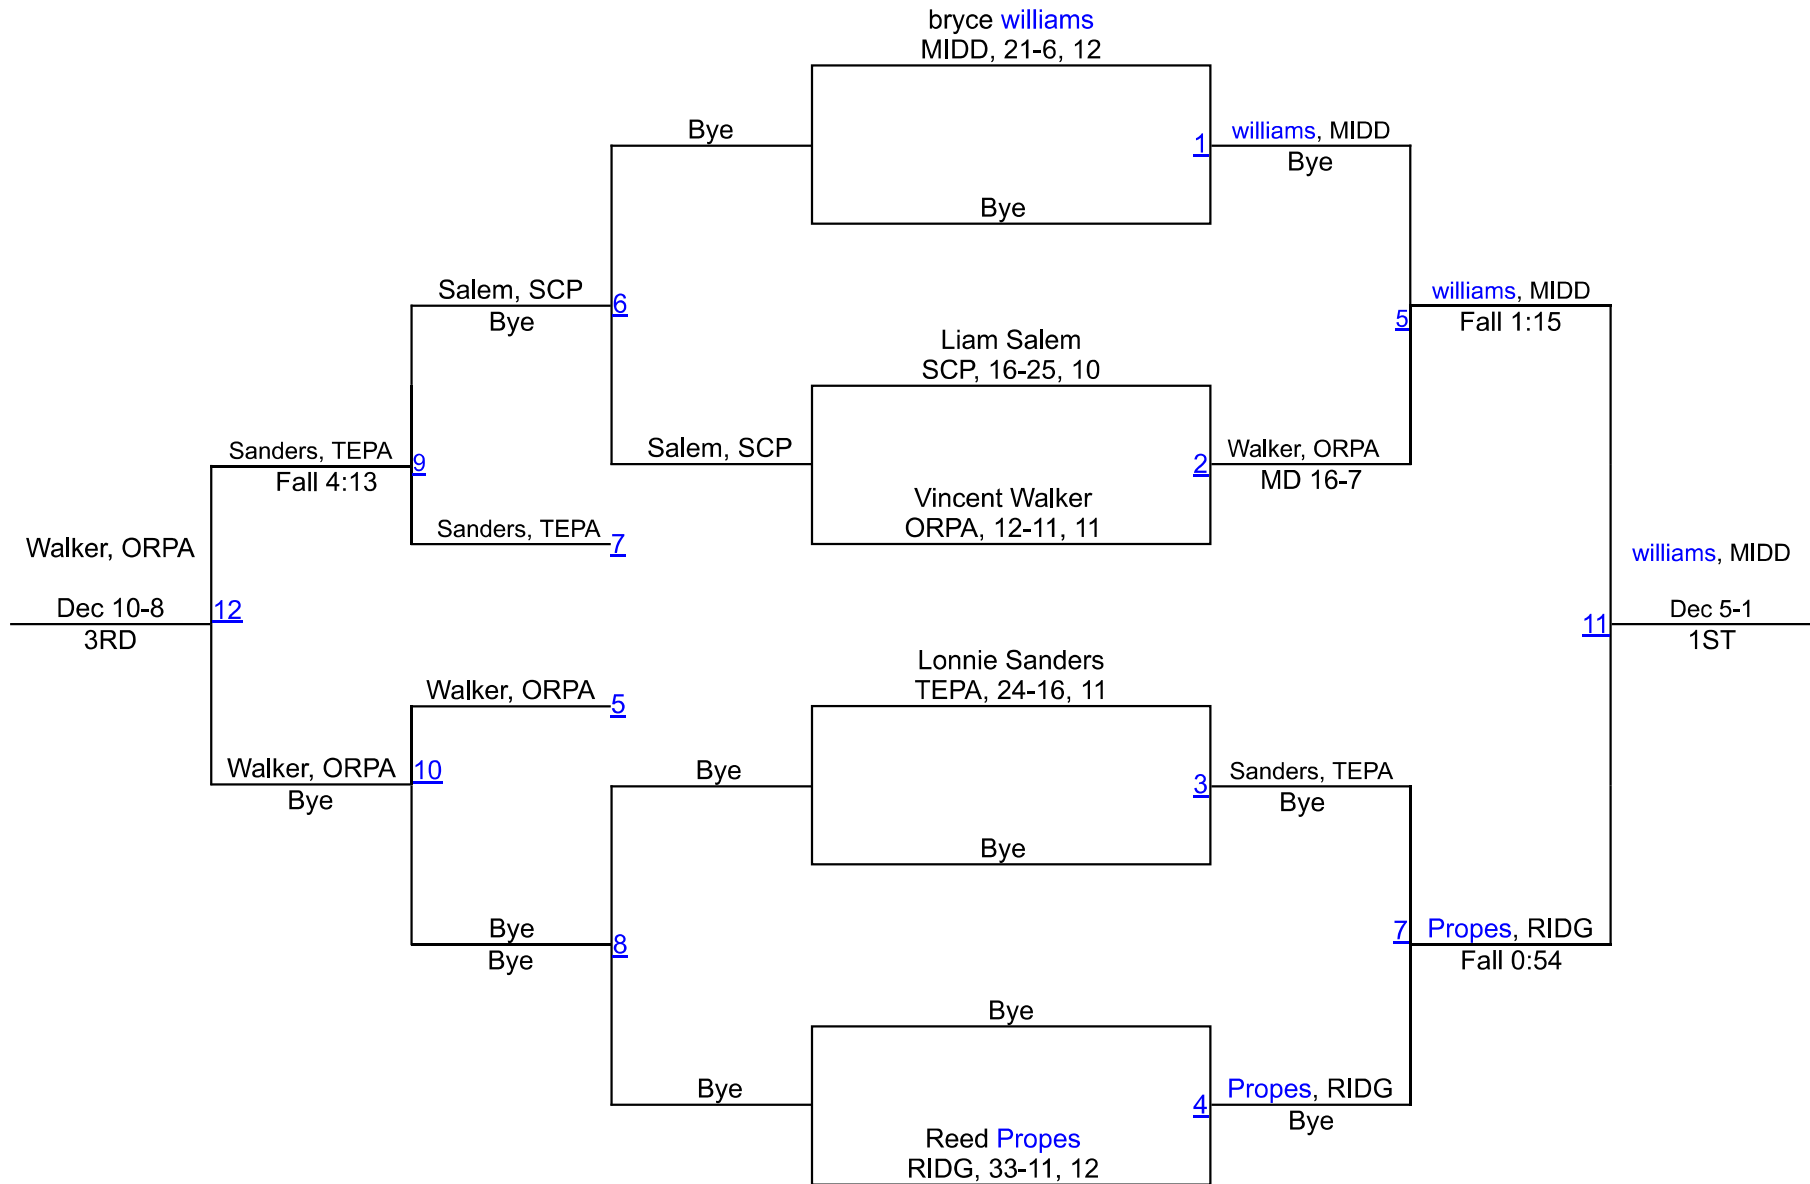 bryce williams
MIDD, 21-6, 12
Bye
1
williams, MIDD
Bye
Bye
Salem, SCP
6
Bye
williams, MIDD
5
Fall 1:15
Liam Salem
SCP, 16-25, 10
Sanders, TEPA
9
Fall 4:13
Salem, SCP
2
Walker, ORPA
MD 16-7
Vincent Walker
ORPA, 12-11, 11
Sanders, TEPA
7
Walker, ORPA
williams, MIDD
Dec 10-8
12
3RD
11
Dec 5-1
1ST
Lonnie Sanders
TEPA, 24-16, 11
Walker, ORPA
5
Walker, ORPA
10
Bye
Bye
3
Sanders, TEPA
Bye
Bye
Bye
8
Bye
7
Propes, RIDG
Fall 0:54
Bye
Bye
4
Propes, RIDG
Bye
Reed Propes
RIDG, 33-11, 12